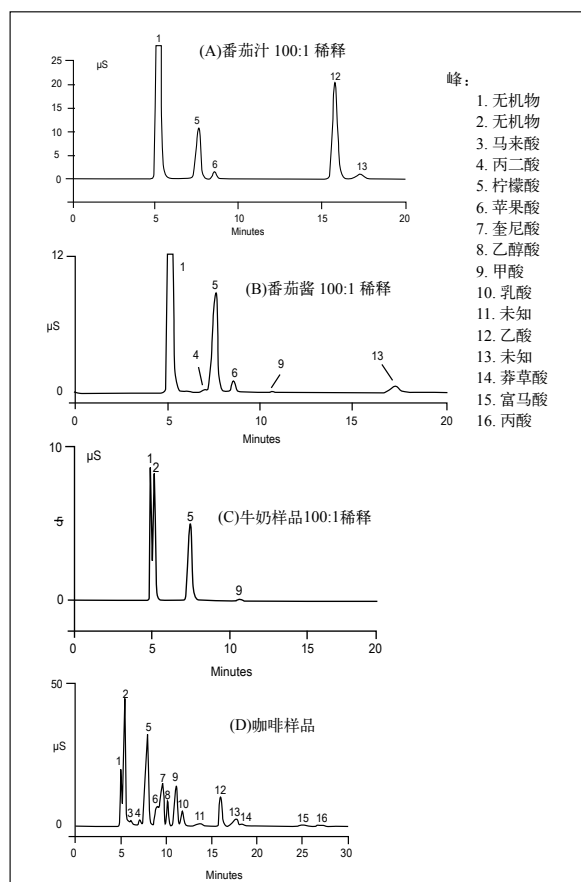 (A)番茄汁 100:1 稀释
µS
25
20
15
10
5
0
1
5
6
12
13
0
5
10
15
20
Minutes
(B)番茄酱 100:1 稀释
12
µS
0
1
4
5
6
9
13
0
5
10
15
20
Minutes
(C)牛奶样品100:1稀释
10
µS
5
0
1
2
5
9
0
5
10
15
20
Minutes
(D)咖啡样品
50
µS
0
1
2
3
4
5
6
7
8
9
10
11
12
13
14
15
16
0
5
10
15
20
25
30
Minutes
峰：
1. 无机物
2. 无机物
3. 马来酸
4. 丙二酸
5. 柠檬酸
6. 苹果酸
7. 奎尼酸
8. 乙醇酸
9. 甲酸
10. 乳酸
11. 未知
12. 乙酸
13. 未知
14. 莽草酸
15. 富马酸
16. 丙酸